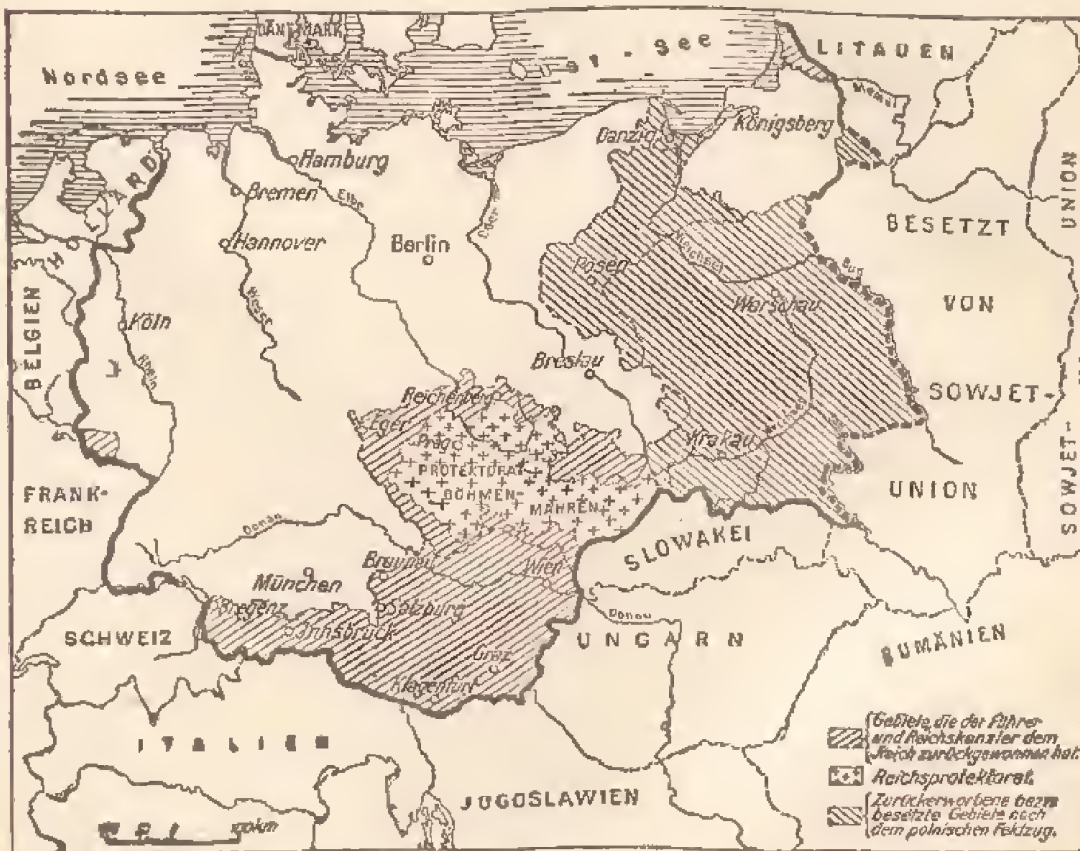 DÄNEMARK
Nordsee
Ost-See
LITAUEN
Memel
Danzig
Königsberg
Hamburg
Elbe
Bremen
Oder
Hannover
Berlin
BESETZT
UNION
Weichsel
Bug
Posen
Warschau
VON
BELGIEN
Köln
Rhein
Weser
Breslau
SOWJET-
Reichenberg
Eger
Prag
Krakau
Weichsel
PROTEKTORAT
BÖHMEN-
MÄHREN
UNION
SOWJET-
FRANK-
REICH
Donau
SLOWAKEI
Braunau
Wien
München
Salzburg
Bregenz
Innsbruck
Donau
SCHWEIZ
UNGARN
RUMÄNIEN
Graz
Klagenfurt
ITALIEN
JUGOSLAWIEN
Gebiete, die der Führer
und Reichskanzler dem
Reich zurückgewonnen hat.
Reichsprotektorat.
Zurückerworbene bezw.
besetzte Gebiete nach
dem polnischen Feldzug.